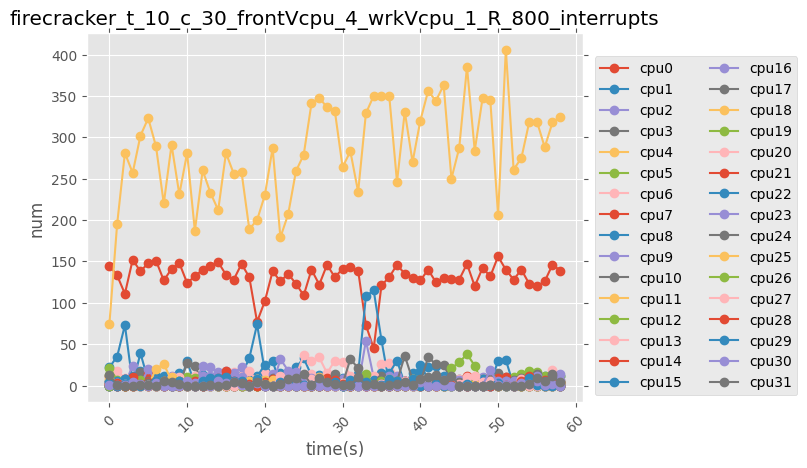 firecracker_t_10_c_30_frontVcpu_4_wrkVcpu_1_R_800_interrupts
400
350
300
250
200
150
100
50
0
num
0
10
20
30
40
50
60
time(s)
cpu0
cpu1
cpu2
cpu3
cpu4
cpu5
cpu6
cpu7
cpu8
cpu9
cpu10
cpu11
cpu12
cpu13
cpu14
cpu15
cpu16
cpu17
cpu18
cpu19
cpu20
cpu21
cpu22
cpu23
cpu24
cpu25
cpu26
cpu27
cpu28
cpu29
cpu30
cpu31